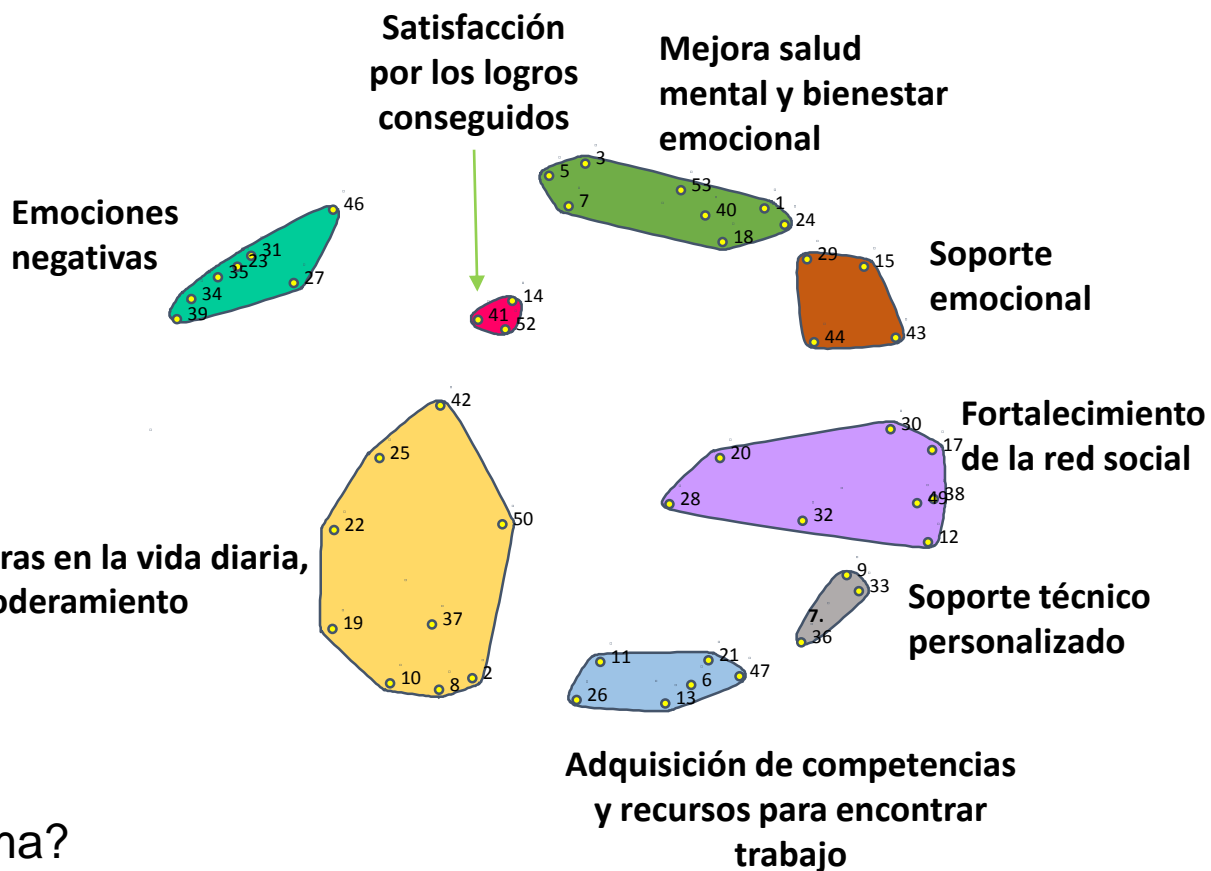 Satisfacción
por los logros
conseguidos
Mejora salud
mental y bienestar
emocional
Emociones
negativas
46
31
23
35
27
34
39
3
5
7
53
40
1
24
18
14
41
52
29
15
44
43
Soporte
emocional
42
25
22
50
19
37
10
8
2
ras en la vida diaria,
oderamiento
30
17
20
28
49
38
32
12
Fortalecimiento
de la red social
9
33
7.
36
Soporte técnico
personalizado
11
21
47
6
26
13
Adquisición de competencias
y recursos para encontrar
trabajo
na?